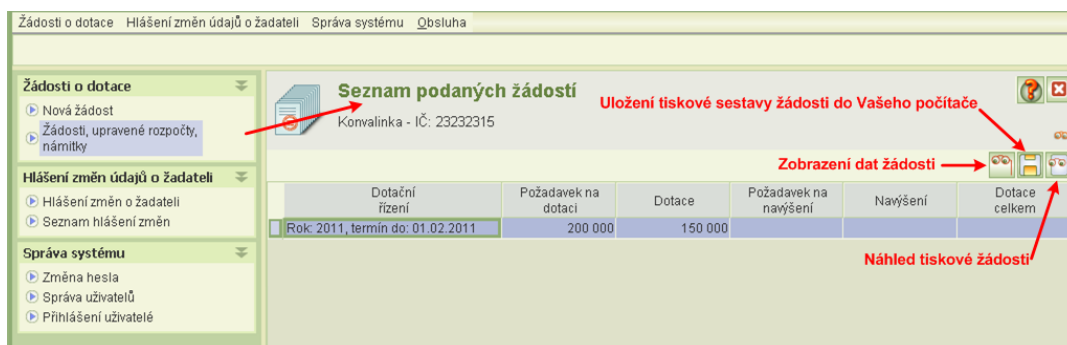 Žádosti o dotace Hlášení změn údajů o žadateli Správa systému Obsluha
Žádosti o dotace
Nová žádost
Žádosti, upravené rozpočty,
námitky
Hlášení změn údajů o žadateli
Hlášení změn o žadateli
Seznam hlášení změn
Správa systému
Změna hesla
Správa uživatelů
Přihlášení uživatelé
Seznam podaných žádostí
Konvalinka - IČ: 23232315
Uložení tiskové sestavy žádosti do Vašeho počítače
Zobrazení dat žádosti
Dotační
řízení
Požadavek na
dotaci
Dotace
Požadavek na
navýšení
Navýšení
Dotace
celkem
Rok: 2011, termín do: 01.02.2011 200 000 150 000
Náhled tiskové žádosti